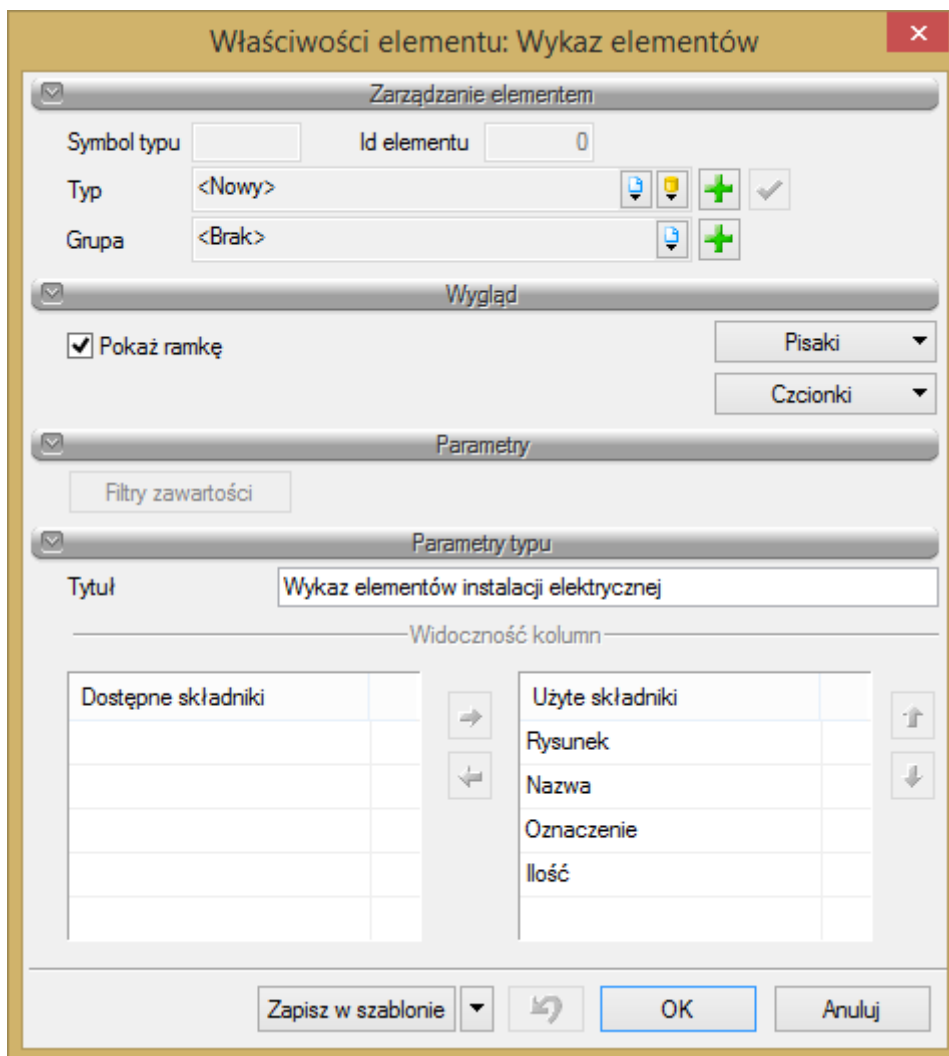 Właściwości elementu: Wykaz elementów
Zarządzanie elementem
Symbol typu Id elementu 0
Typ <Nowy>
Grupa <Brak>
Wygląd
Pokaż ramkę Pisaki
Czcionki
Parametry
Filtry zawartości
Parametry typu
Tytuł Wykaz elementów instalacji elektrycznej
Widoczność kolumn
Dostępne składniki Użyte składniki
Rysunek
Nazwa
Oznaczenie
Ilość
Zapisz w szablonie OK Anuluj